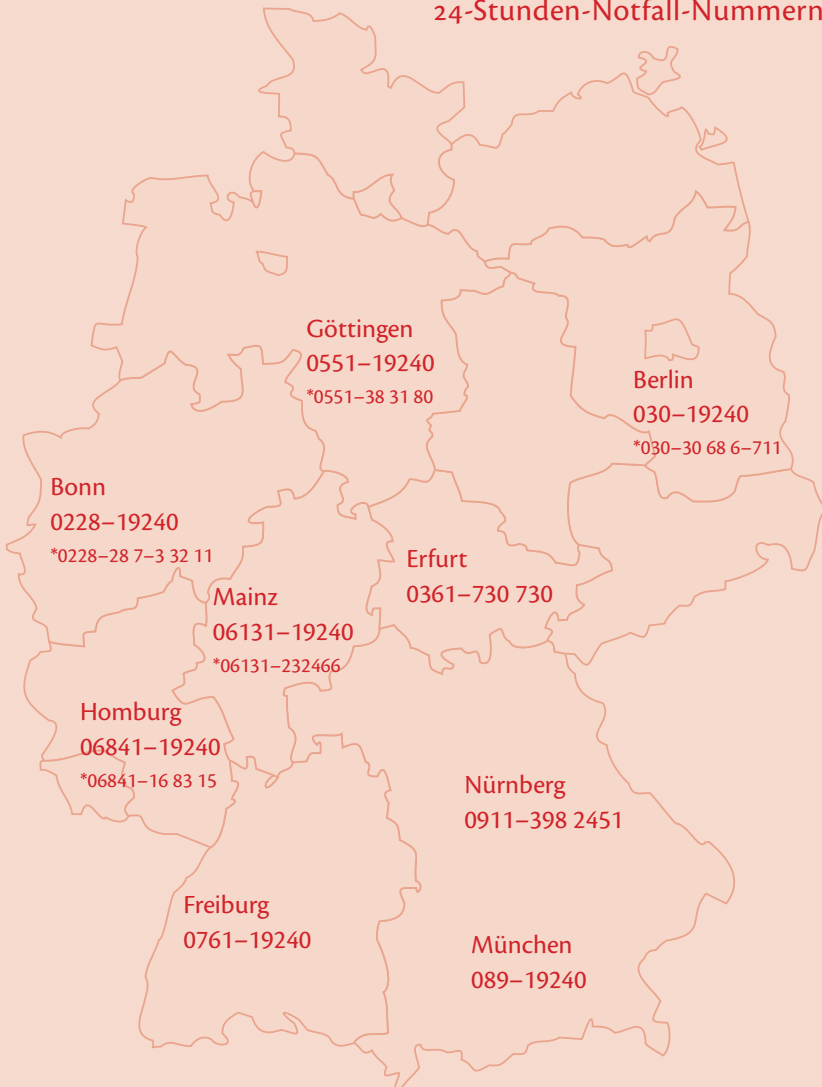 24-Stunden-Notfall-Nummern
Göttingen
0551–19240
*0551–38 31 80
Berlin
030–19240
*030–30 68 6–711
Bonn
0228–19240
*0228–28 7–3 32 11
Erfurt
0361–730 730
Mainz
06131–19240
*06131–232466
Homburg
06841–19240
*06841–16 83 15
Nürnberg
0911–398 2451
Freiburg
0761–19240
München
089–19240